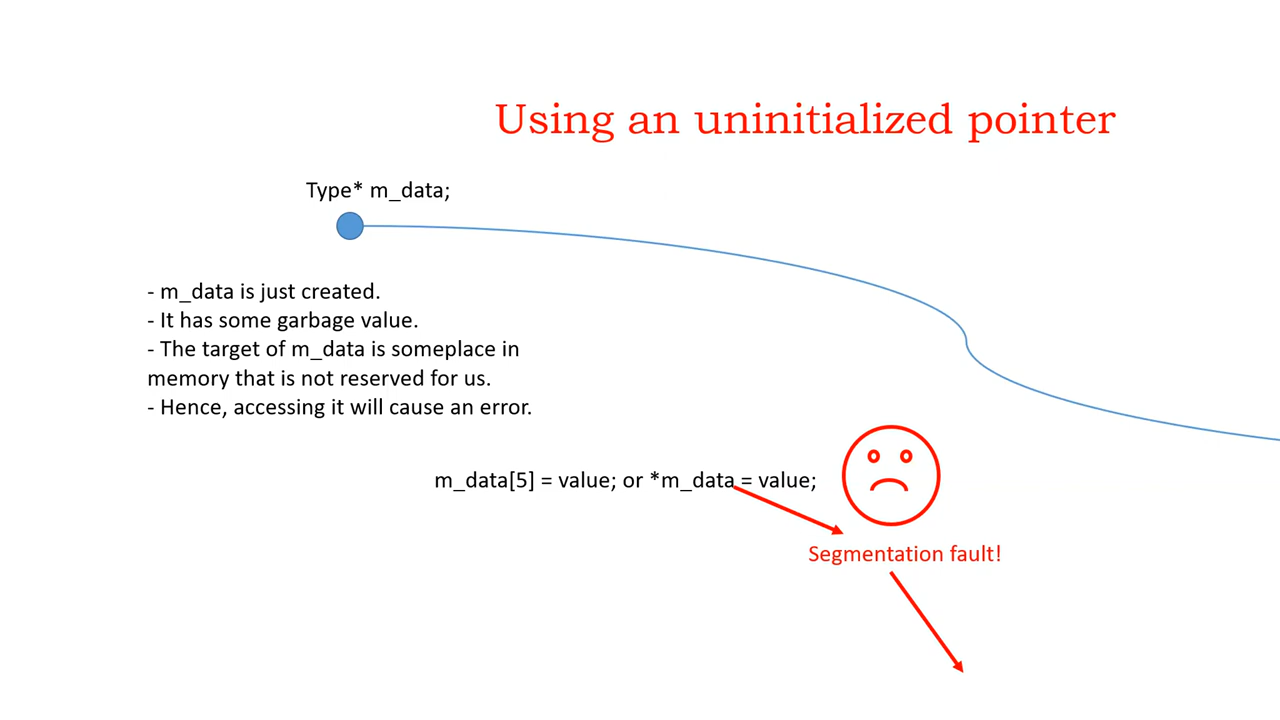 Using an uninitialized pointer
Type* m_data;
- m_data is just created.
- It has some garbage value.
- The target of m_data is someplace in
memory that is not reserved for us.
- Hence, accessing it will cause an error.
m_data[5] = value; or *m_data = value;
Segmentation fault!